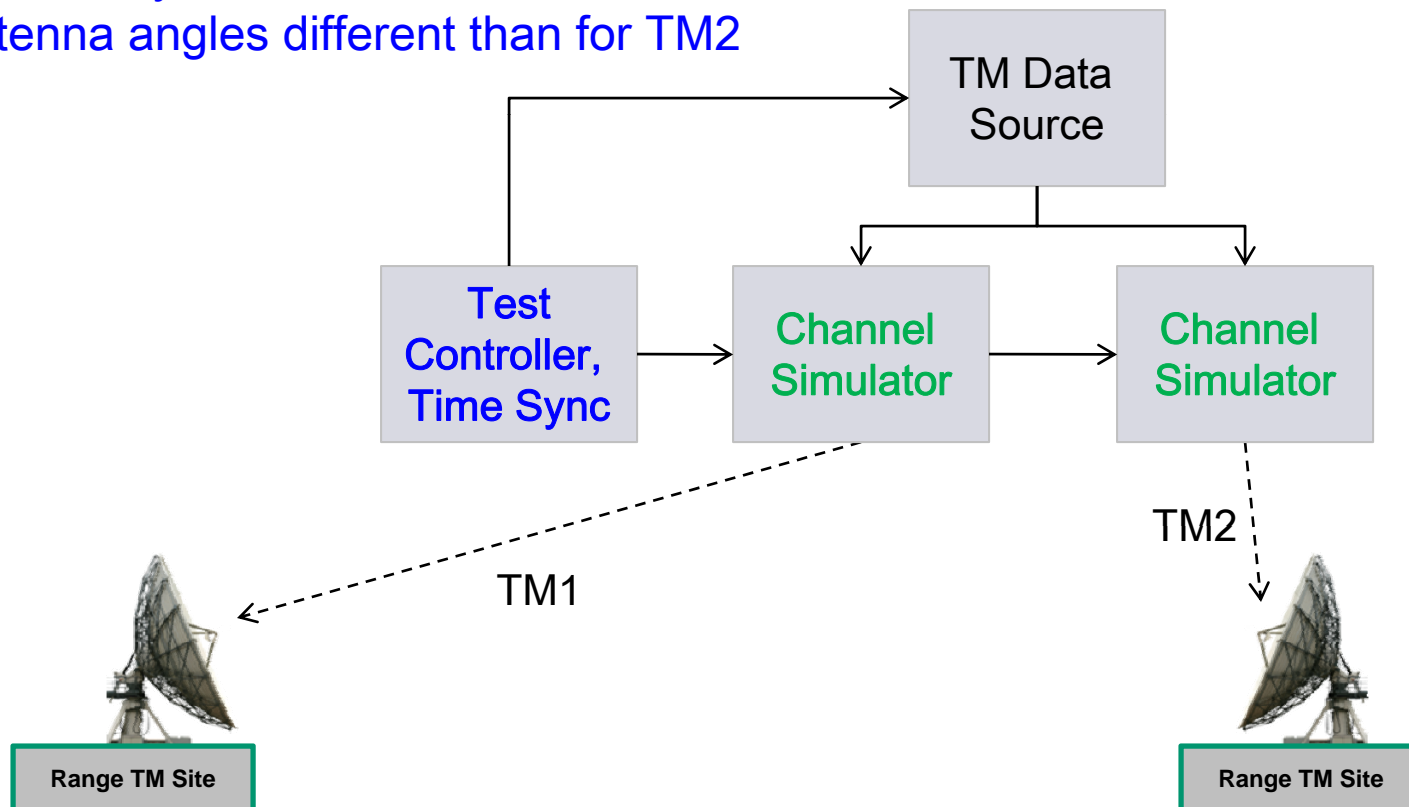 tenna angles different than for TM2
TM Data
Source
Test
Controller,
Time Sync
Channel
Simulator
Channel
Simulator
TM1
TM2
Range TM Site
Range TM Site